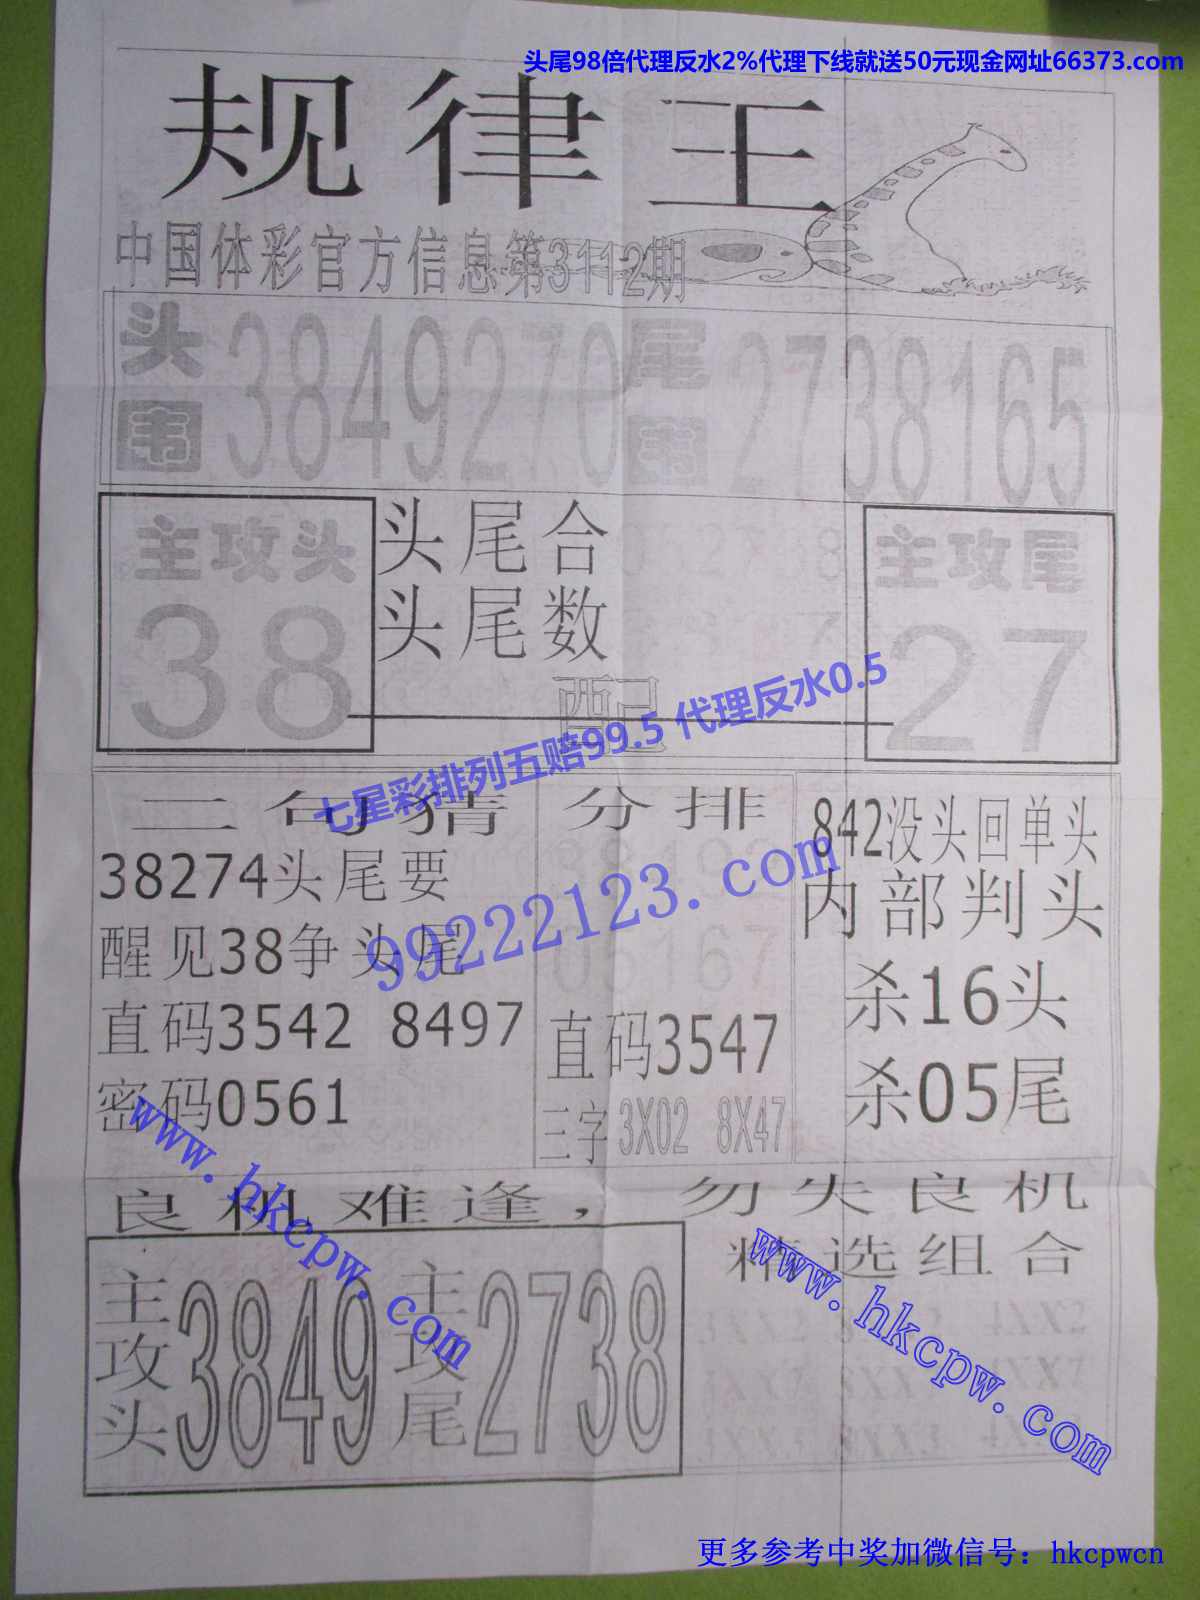 头尾98倍代理反水2%代理下线就送50元现金网址66373.com
规律王
中国体彩官方信息第3112期
头 3849270 尾 2738165
主攻头
38
头尾合
头尾数
配
主攻尾
27
七星彩排列五赔99.5 代理反水0.5
99222123.com
二句猜
38274头尾要
醒见38争头尾
直码3542 8497
密码0561
分排
05167
直码3547
三字 3X02 8X47
842没头回单头
内部判头
杀16头
杀05尾
www.hkcpw.com
良机难逢，勿失良机
主攻头 3849 主攻尾 2738
精选组合
www.hkcpw.com
更多参考中奖加微信号：hkcpwcn